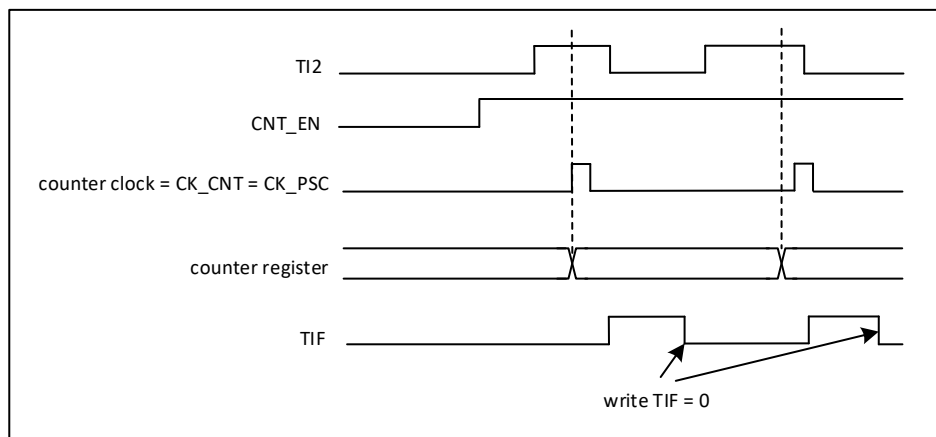 TI2
CNT_EN
counter clock = CK_CNT = CK_PSC
counter register
TIF
write TIF = 0